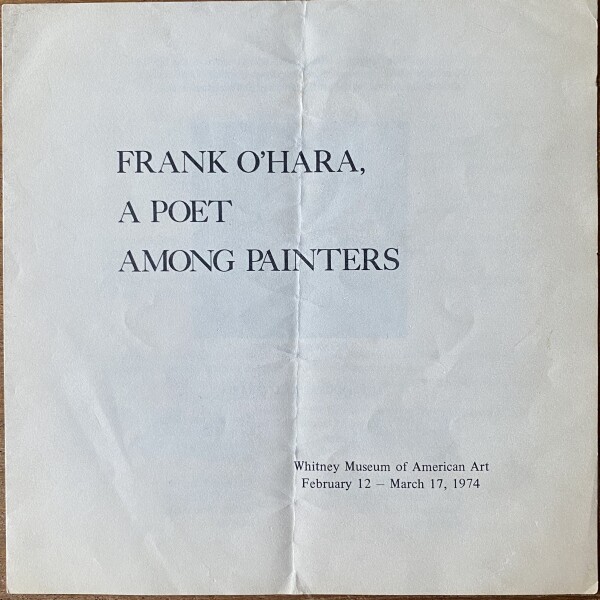 FRANK O'HARA,
A POET
AMONG PAINTERS
Whitney Museum of American Art
February 12 – March 17, 1974